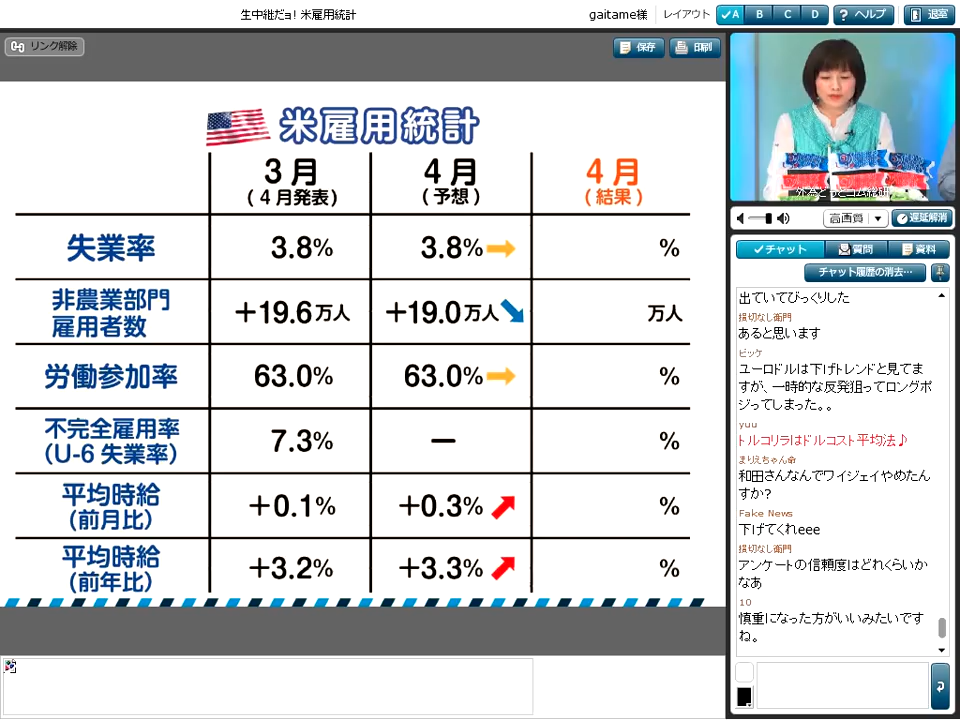 生中継だョ! 米雇用統計
gaitame様
レイアウト
A
B
C
D
? ヘルプ
退室
リンク解除
保存
印刷
米雇用統計
3月
4月
4月
(4月発表)
(予想)
(結果)
失業率
3.8%
3.8%
%
非農業部門
雇用者数
+19.6万人
+19.0万人
万人
労働参加率
63.0%
63.0%
%
不完全雇用率
(U-6失業率)
7.3%
ー
%
平均時給
(前月比)
+0.1%
+0.3%
%
平均時給
(前年比)
+3.2%
+3.3%
%
外為どっとコム総研
高画質
遅延解消
チャット
質問
資料
チャット履歴の消去…
出ていてびっくりした
損切なし衛門
あると思います
ビッケ
ユーロドルは下げトレンドと見てま
すが、一時的な反発狙ってロングポ
ジってしまった。。
yuu
トルコリラはドルコスト平均法♪
まりえちゃん命
和田さんなんでワイジェイやめたん
すか?
Fake News
下げてくれeee
損切なし衛門
アンケートの信頼度はどれくらいか
なあ
10
慎重になった方がいいみたいです
ね。